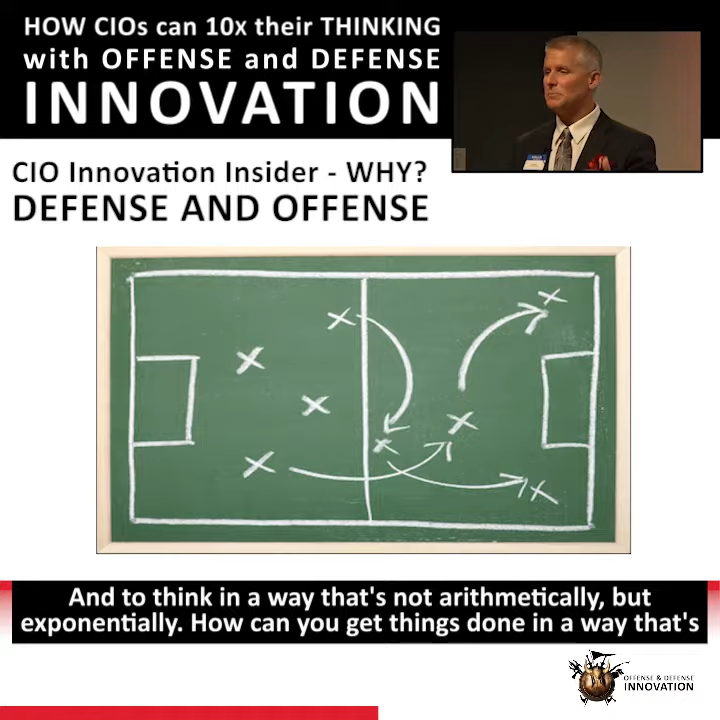 HOW CIOs can 10x their THINKING
with OFFENSE and DEFENSE
INNOVATION
CIO Innovation Insider - WHY?
DEFENSE AND OFFENSE
And to think in a way that's not arithmetically, but
exponentially. How can you get things done in a way that's
OFFENSE & DEFENSE
INNOVATION